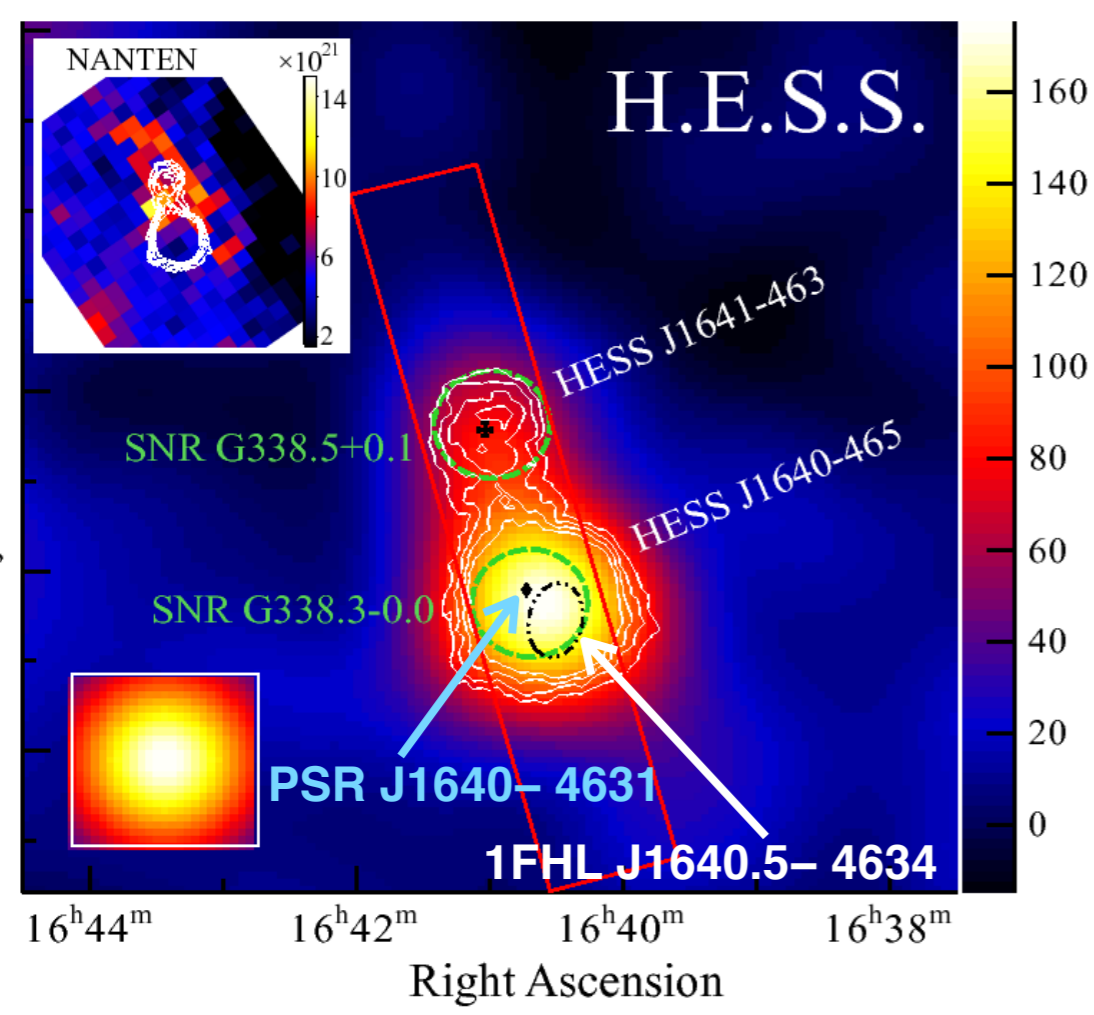 NANTEN
×10²¹
14
10
6
2
H.E.S.S.
HESS J1641-463
HESS J1640-465
SNR G338.5+0.1
SNR G338.3-0.0
PSR J1640– 4631
1FHL J1640.5– 4634
160
140
120
100
80
60
40
20
0
16ʰ44ᵐ 16ʰ42ᵐ 16ʰ40ᵐ 16ʰ38ᵐ
Right Ascension